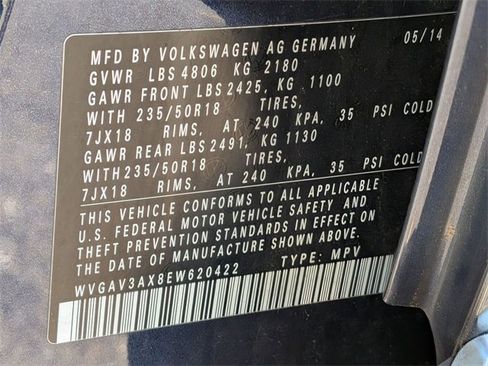 MFD BY VOLKSWAGEN AG GERMANY 05/14
GVWR LBS 4806 KG 2180
GAWR FRONT LBS 2425, KG 1100
WITH 235/50R18 TIRES,
7JX18 RIMS, AT 240 KPA, 35 PSI COLD
GAWR REAR LBS 2491, KG 1130
WITH235/50R18 TIRES,
7JX18 RIMS, AT 240 KPA, 35 PSI COLD
THIS VEHICLE CONFORMS TO ALL APPLICABLE
U.S. FEDERAL MOTOR VEHICLE SAFETY AND
THEFT PREVENTION STANDARDS IN EFFECT ON
THE DATE OF MANUFACTURE SHOWN ABOVE.
WVGAV3AX8EW620422 TYPE: MPV